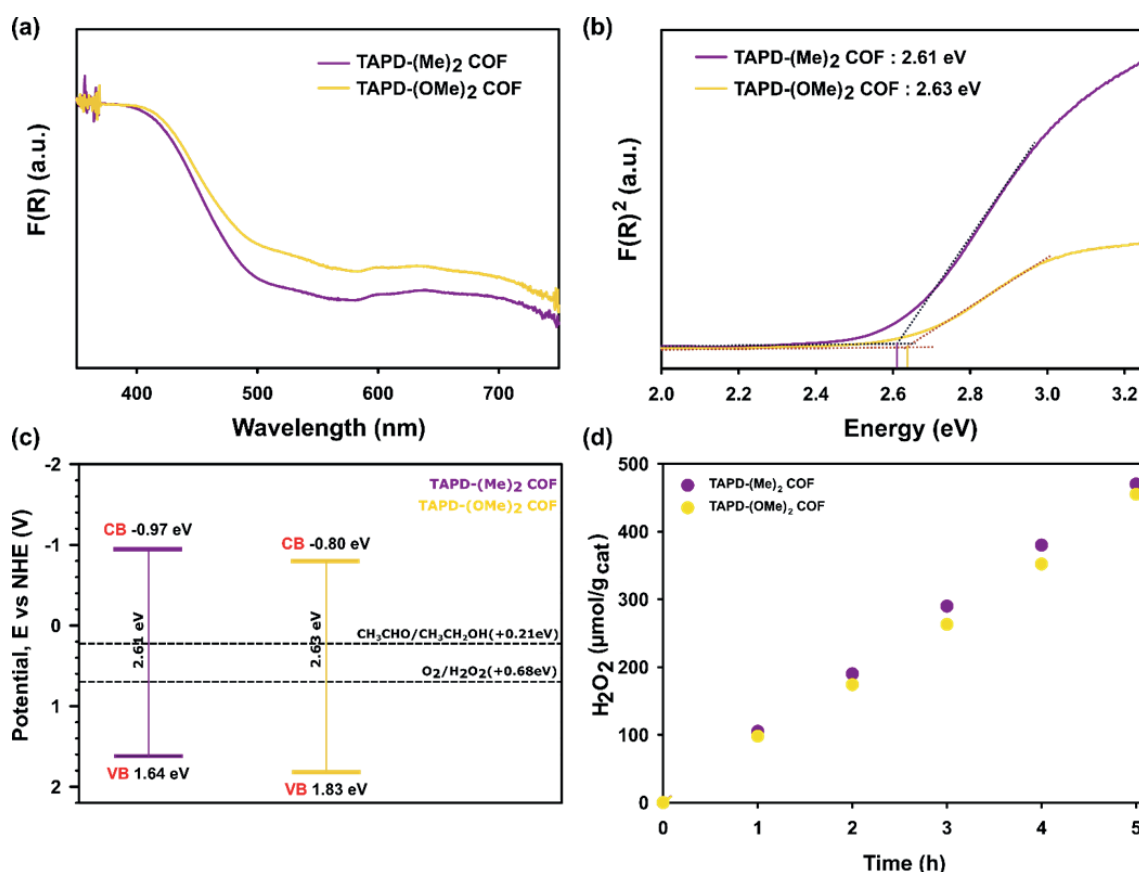 (a)
TAPD-(Me)2 COF
TAPD-(OMe)2 COF
F(R) (a.u.)
400
500
600
700
Wavelength (nm)
(b)
TAPD-(Me)2 COF : 2.61 eV
TAPD-(OMe)2 COF : 2.63 eV
F(R)2 (a.u.)
2.0
2.2
2.4
2.6
2.8
3.0
3.2
Energy (eV)
(c)
TAPD-(Me)2 COF
TAPD-(OMe)2 COF
Potential, E vs NHE (V)
-2
-1
0
1
2
CB -0.97 eV
CB -0.80 eV
2.61 eV
2.63 eV
CH3CHO/CH3CH2OH(+0.21eV)
O2/H2O2(+0.68eV)
VB 1.64 eV
VB 1.83 eV
(d)
TAPD-(Me)2 COF
TAPD-(OMe)2 COF
H2O2 (μmol/gcat)
500
400
300
200
100
0
0
1
2
3
4
5
Time (h)